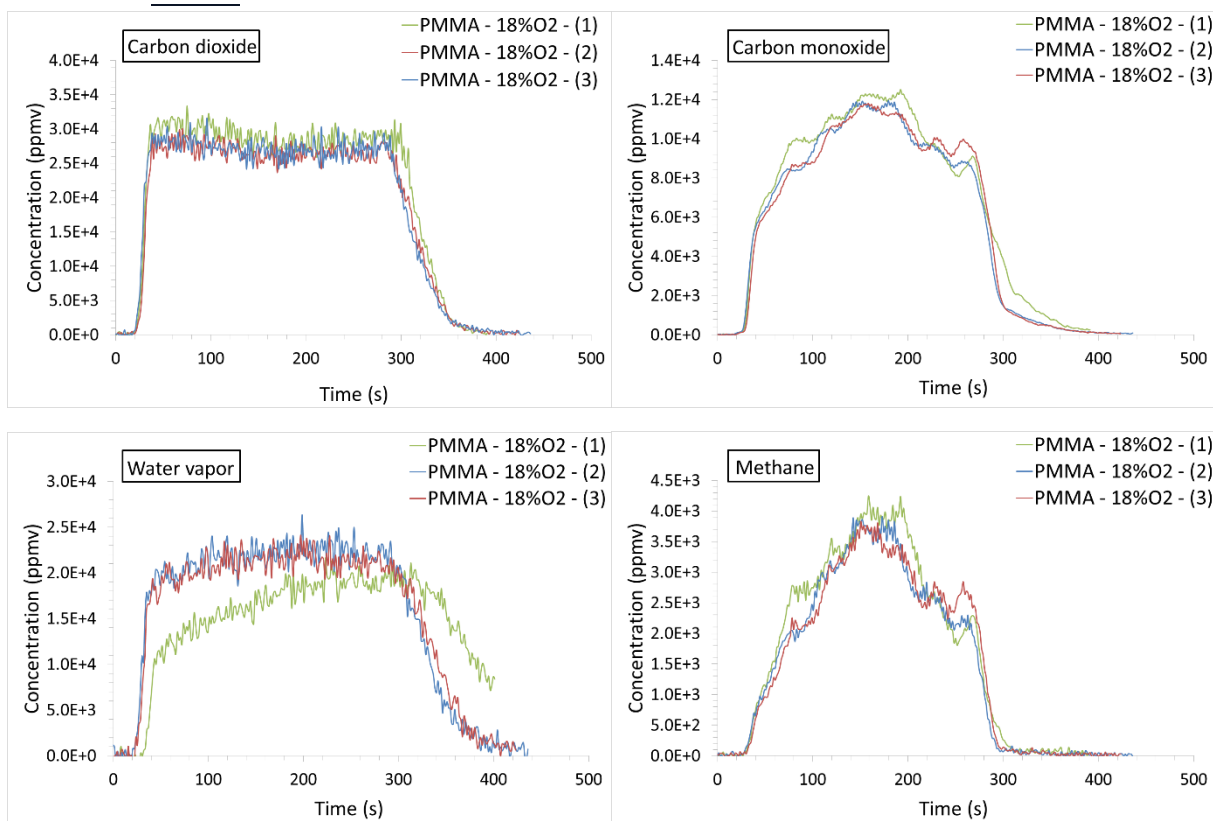 Carbon dioxide
PMMA - 18%O2 - (1)
PMMA - 18%O2 - (2)
PMMA - 18%O2 - (3)
Concentration (ppmv)
4.0E+4
3.5E+4
3.0E+4
2.5E+4
2.0E+4
1.5E+4
1.0E+4
5.0E+3
0.0E+0
0 100 200 300 400 500
Time (s)
Carbon monoxide
PMMA - 18%O2 - (1)
PMMA - 18%O2 - (2)
PMMA - 18%O2 - (3)
Concentration (ppmv)
1.4E+4
1.2E+4
1.0E+4
8.0E+3
6.0E+3
4.0E+3
2.0E+3
0.0E+0
0 100 200 300 400 500
Time (s)
Water vapor
PMMA - 18%O2 - (1)
PMMA - 18%O2 - (2)
PMMA - 18%O2 - (3)
Concentration (ppmv)
3.0E+4
2.5E+4
2.0E+4
1.5E+4
1.0E+4
5.0E+3
0.0E+0
0 100 200 300 400 500
Time (s)
Methane
PMMA - 18%O2 - (1)
PMMA - 18%O2 - (2)
PMMA - 18%O2 - (3)
Concentration (ppmv)
4.5E+3
4.0E+3
3.5E+3
3.0E+3
2.5E+3
2.0E+3
1.5E+3
1.0E+3
5.0E+2
0.0E+0
0 100 200 300 400 500
Time (s)